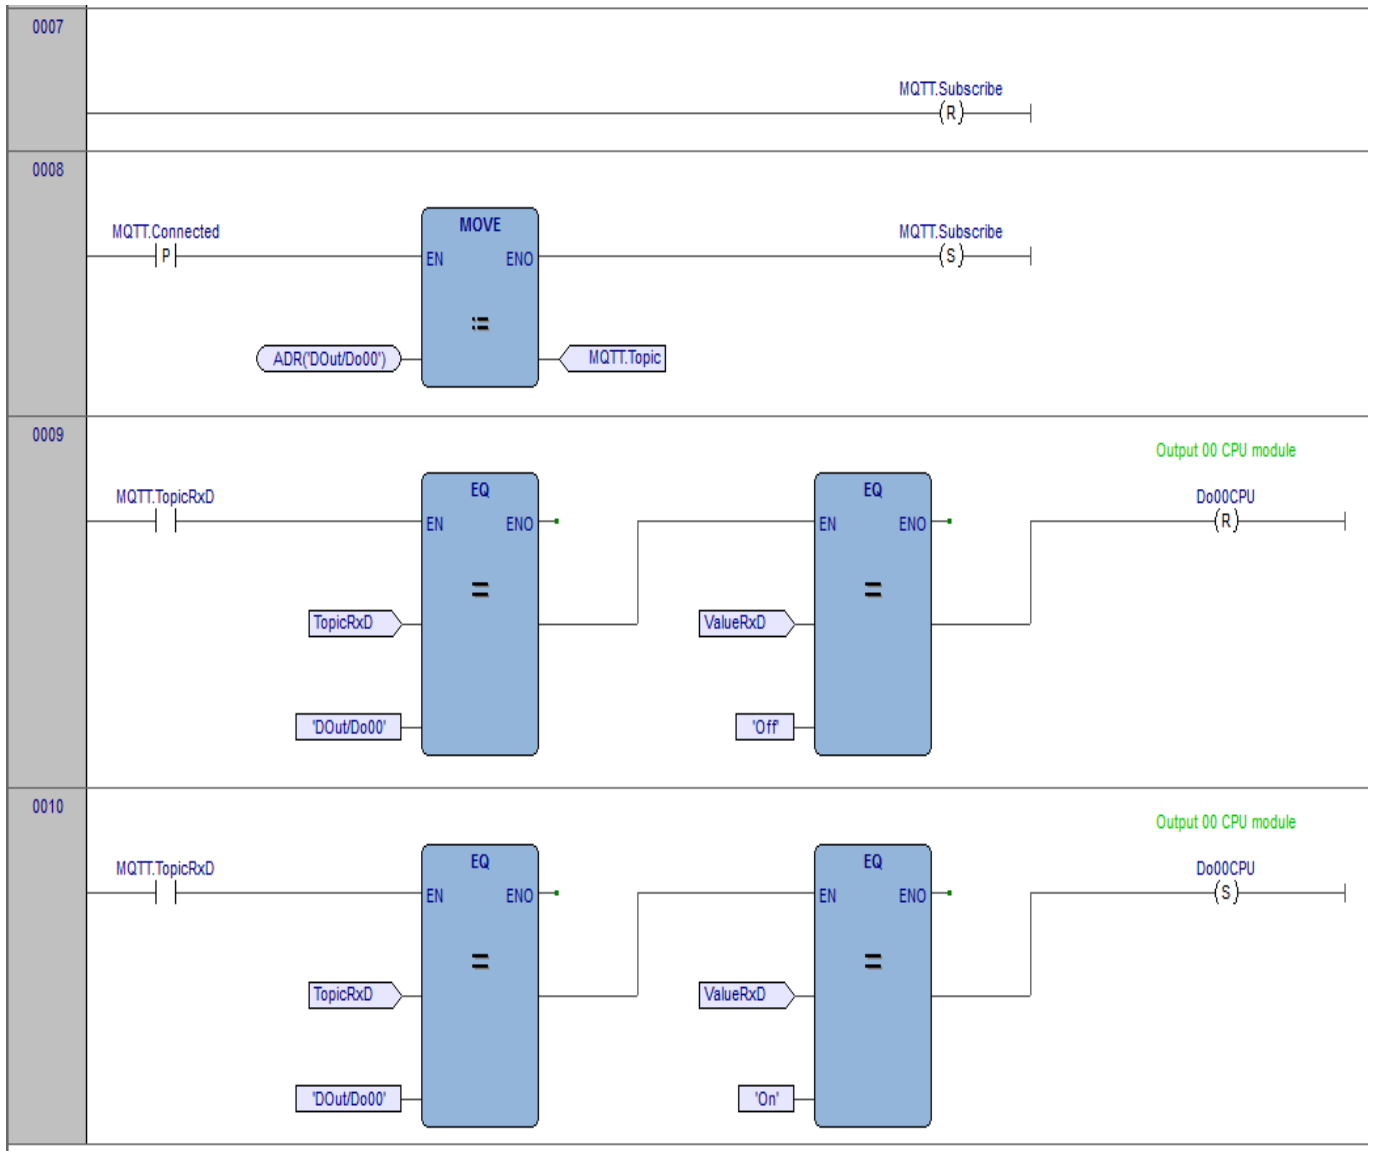 0007
MQTT.Subscribe
(R)
0008
MQTT.Connected
P
MOVE
EN ENO
:=
ADR('DOut/Do00')
MQTT.Topic
MQTT.Subscribe
(S)
0009
Output 00 CPU module
MQTT.TopicRxD
EQ
EN ENO
=
TopicRxD
'DOut/Do00'
EQ
EN ENO
=
ValueRxD
'Off'
Do00CPU
(R)
0010
Output 00 CPU module
MQTT.TopicRxD
EQ
EN ENO
=
TopicRxD
'DOut/Do00'
EQ
EN ENO
=
ValueRxD
'On'
Do00CPU
(S)